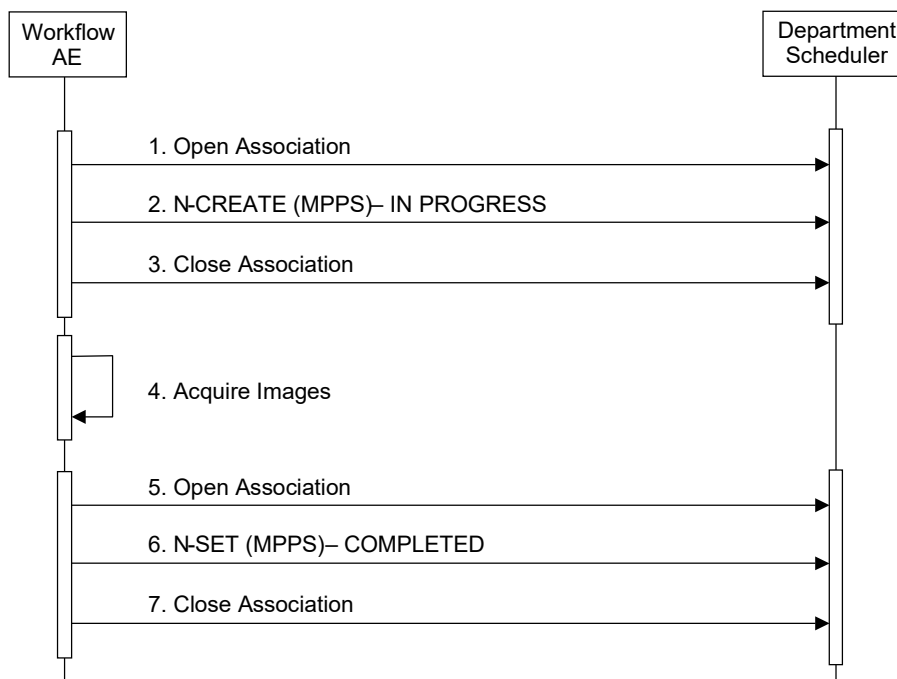 Workflow
AE
Department
Scheduler
1. Open Association
2. N-CREATE (MPPS)– IN PROGRESS
3. Close Association
4. Acquire Images
5. Open Association
6. N-SET (MPPS)– COMPLETED
7. Close Association